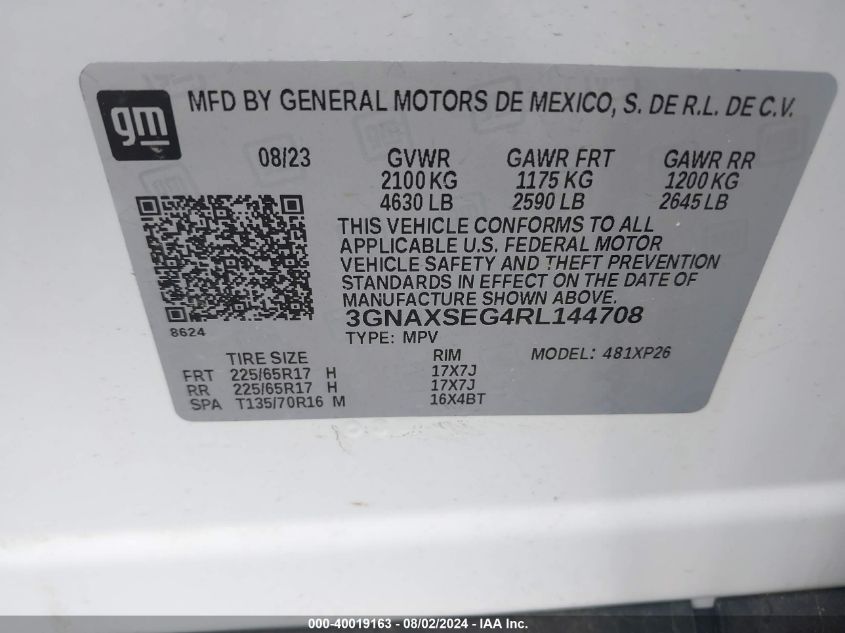 gm
MFD BY GENERAL MOTORS DE MEXICO, S. DE R.L. DE C.V.
08/23 GVWR GAWR FRT GAWR RR
2100 KG 1175 KG 1200 KG
4630 LB 2590 LB 2645 LB
THIS VEHICLE CONFORMS TO ALL
APPLICABLE U.S. FEDERAL MOTOR
VEHICLE SAFETY AND THEFT PREVENTION
STANDARDS IN EFFECT ON THE DATE OF
MANUFACTURE SHOWN ABOVE.
3GNAXSEG4RL144708
8624
TYPE: MPV
TIRE SIZE RIM MODEL: 481XP26
FRT 225/65R17 H 17X7J
RR 225/65R17 H 17X7J
SPA T135/70R16 M 16X4BT
000-40019163 - 08/02/2024 - IAA Inc.